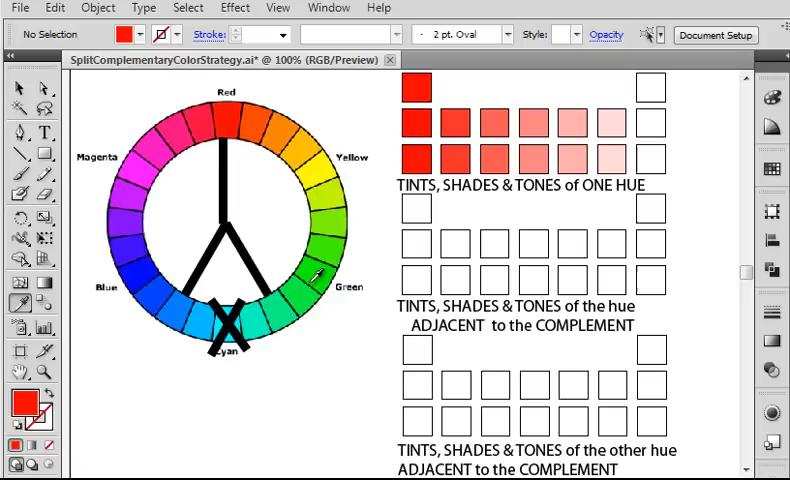 File Edit Object Type Select Effect View Window Help
No Selection Stroke: 2 pt. Oval Style: Opacity Document Setup
SplitComplementaryColorStrategy.ai* @ 100% (RGB/Preview)
Red
Magenta
Yellow
Blue
Green
Cyan
TINTS, SHADES & TONES of ONE HUE
TINTS, SHADES & TONES of the hue
ADJACENT to the COMPLEMENT
TINTS, SHADES & TONES of the other hue
ADJACENT to the COMPLEMENT